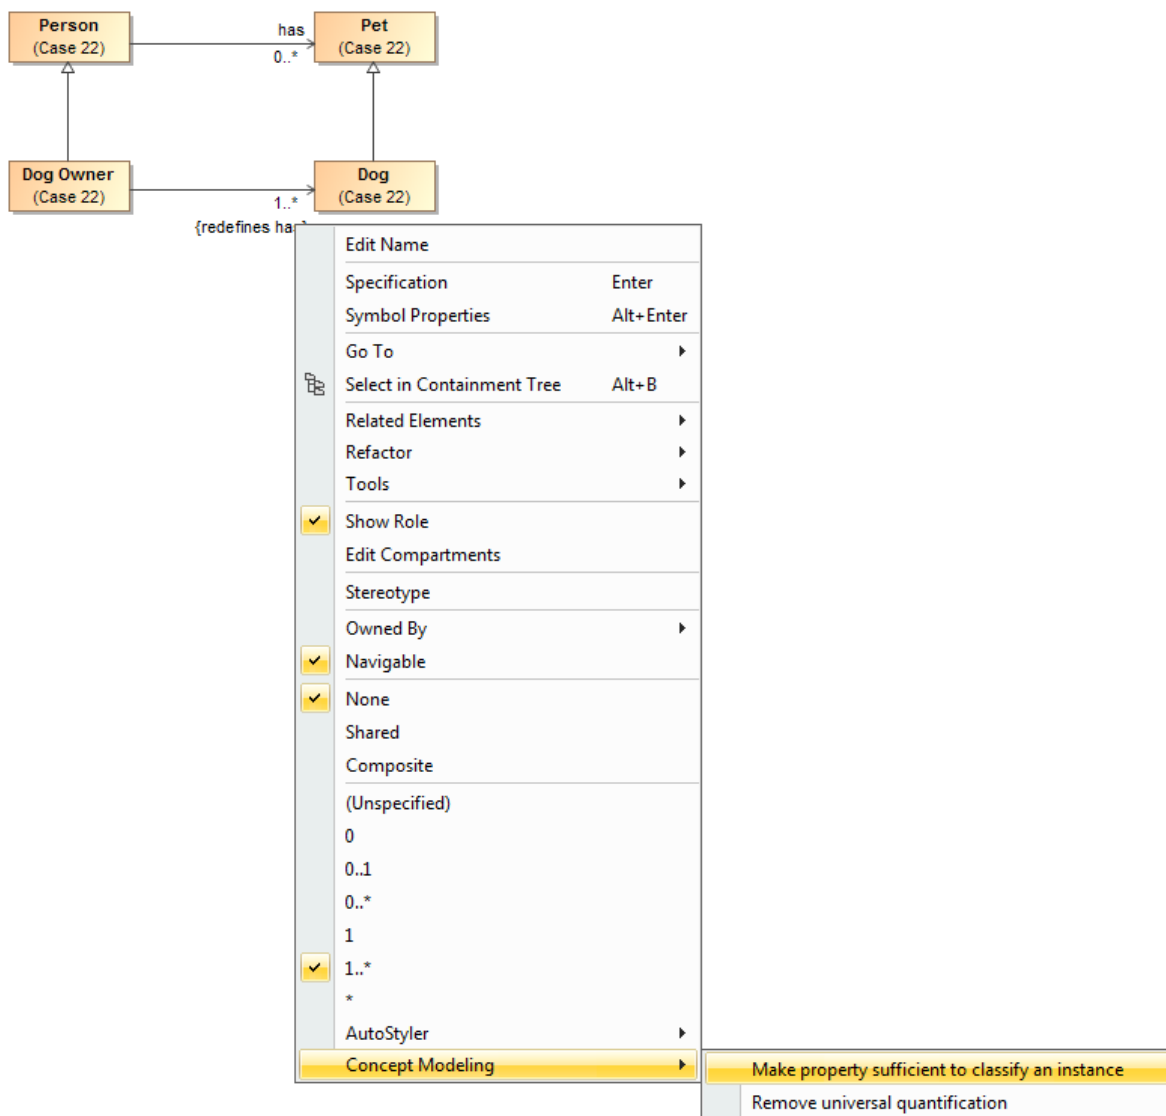 Person
(Case 22)
has
0..*
Pet
(Case 22)
Dog Owner
(Case 22)
1..*
Dog
(Case 22)
{redefines has}
Edit Name
Specification Enter
Symbol Properties Alt+Enter
Go To
Select in Containment Tree Alt+B
Related Elements
Refactor
Tools
Show Role
Edit Compartments
Stereotype
Owned By
Navigable
None
Shared
Composite
(Unspecified)
0
0..1
0..*
1
1..*
*
AutoStyler
Concept Modeling
Make property sufficient to classify an instance
Remove universal quantification